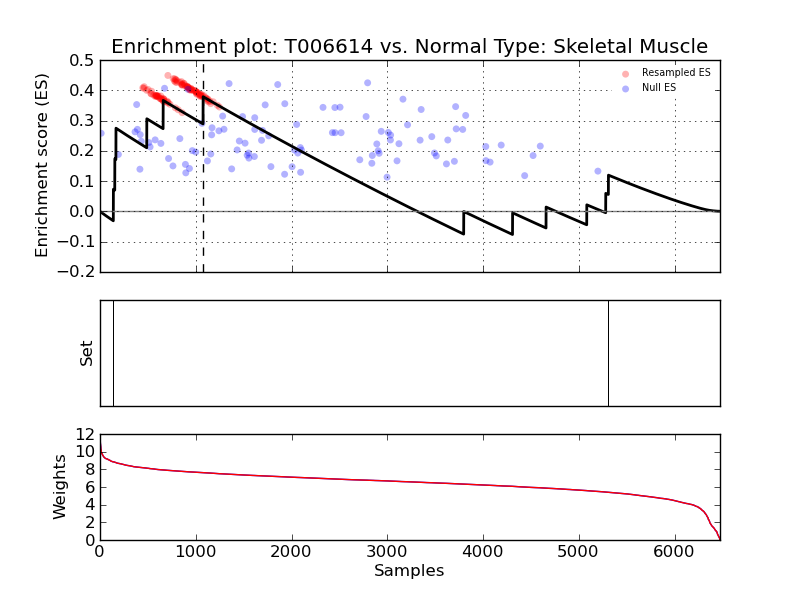 Enrichment plot: T006614 vs. Normal Type: Skeletal Muscle
Enrichment score (ES)
0.5
0.4
0.3
0.2
0.1
0.0
−0.1
−0.2
Resampled ES
Null ES
Set
Weights
12
10
8
6
4
2
0
0 1000 2000 3000 4000 5000 6000
Samples